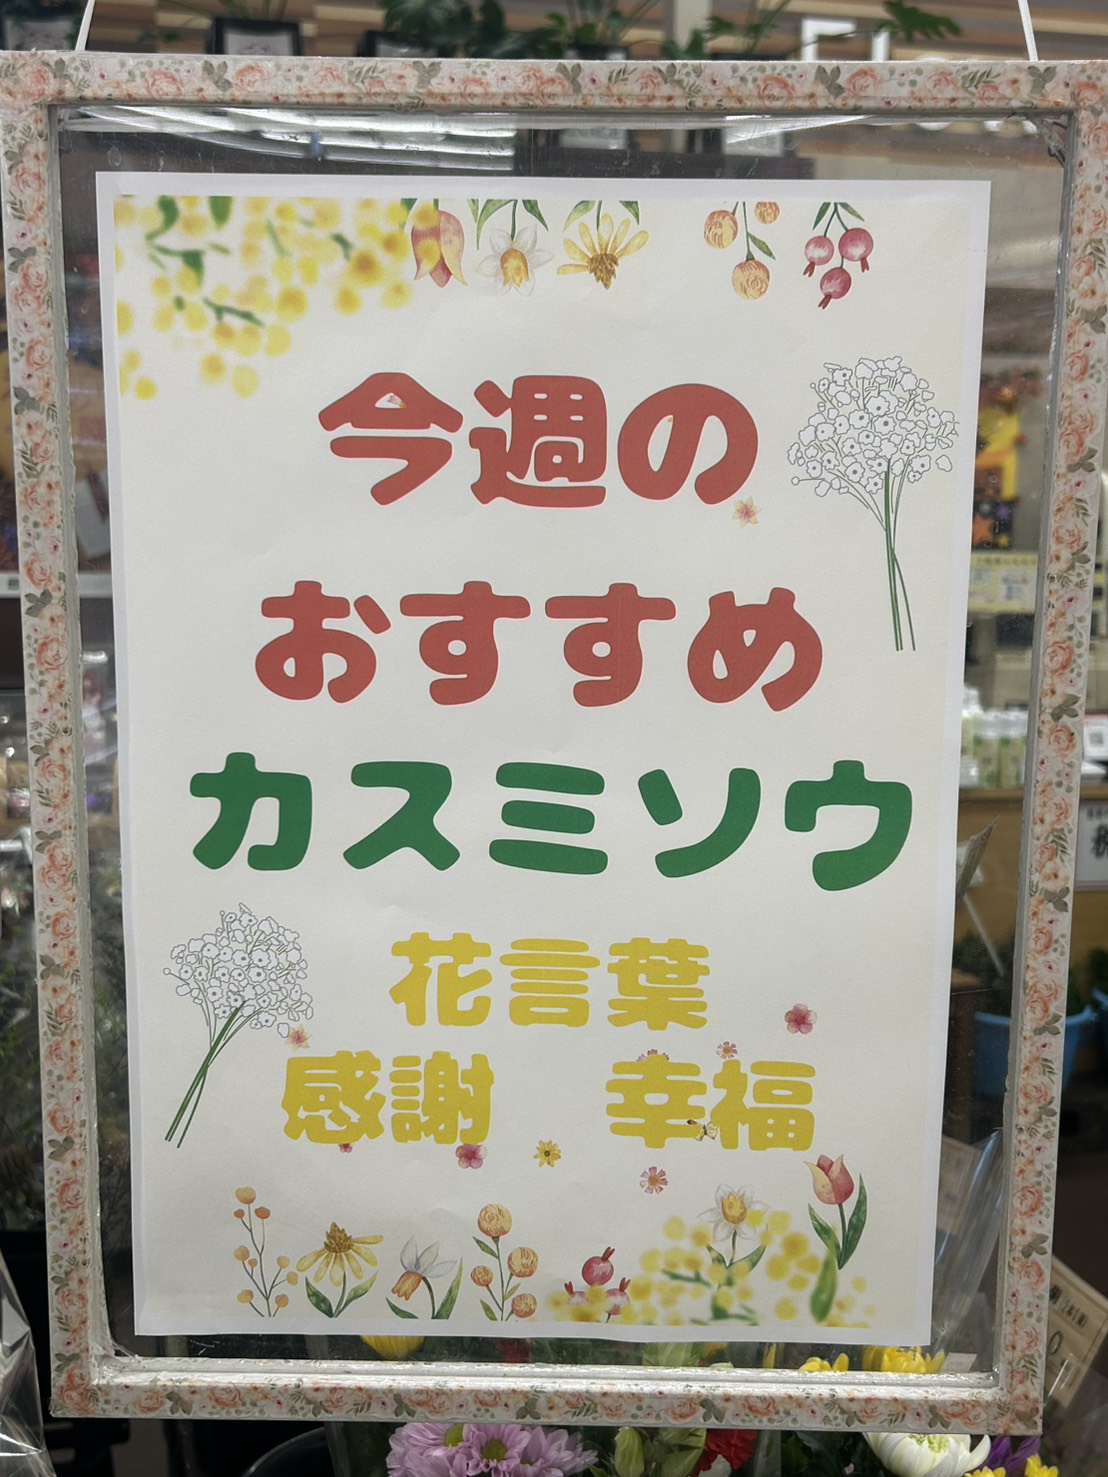 今週の
おすすめ
カスミソウ
花言葉
感謝　幸福